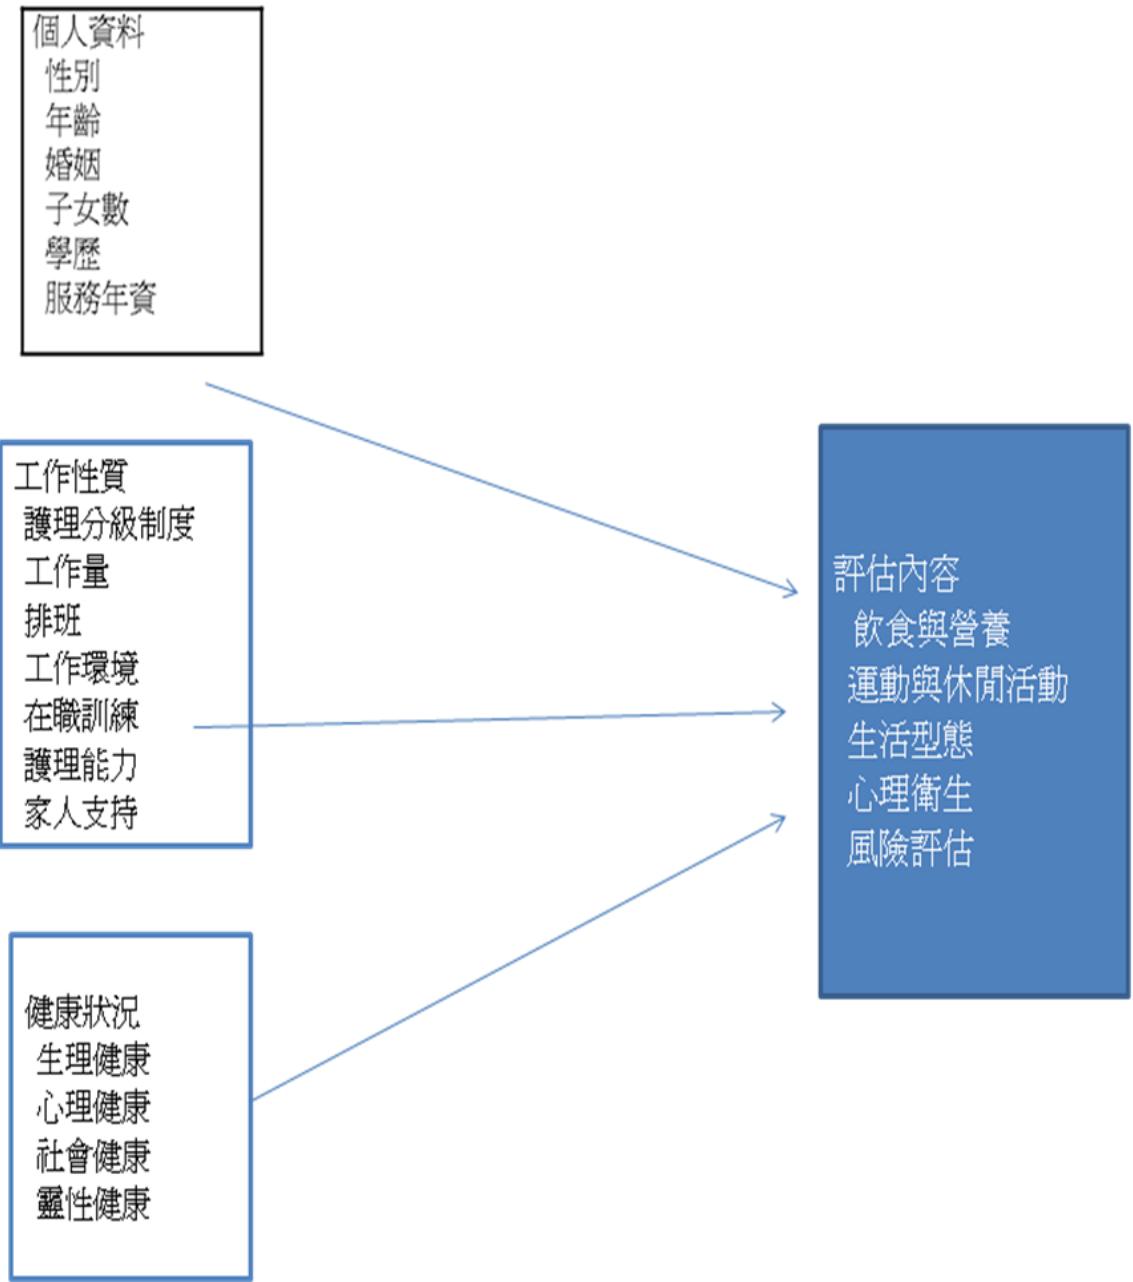 個人資料
性別
年齡
婚姻
子女數
學歷
服務年資
工作性質
護理分級制度
工作量
排班
工作環境
在職訓練
護理能力
家人支持
健康狀況
生理健康
心理健康
社會健康
靈性健康
評估內容
飲食與營養
運動與休閒活動
生活型態
心理衛生
風險評估